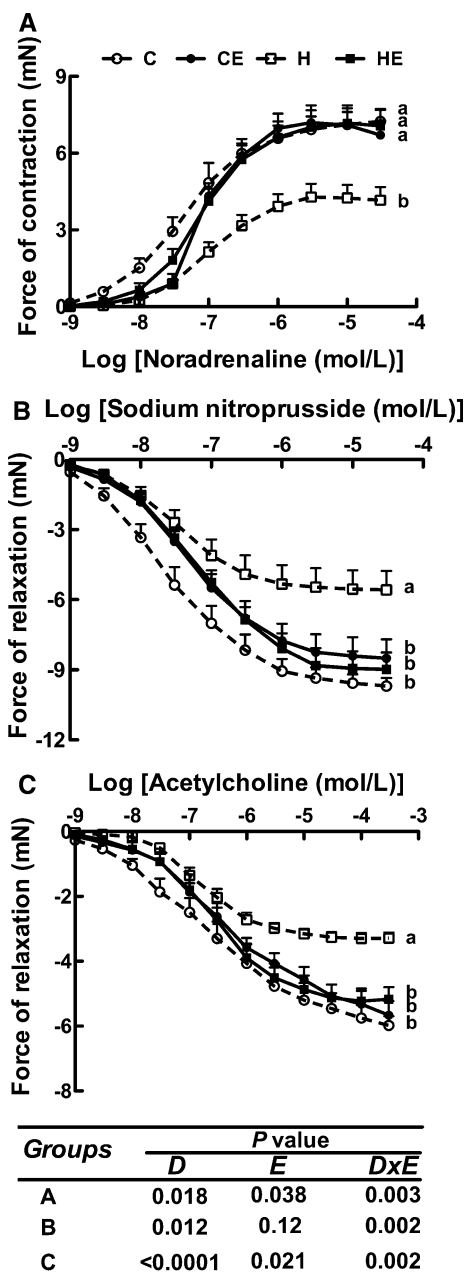 A
C CE H HE
Force of contraction (mN)
9
6
3
0
a
a
a
b
-9 -8 -7 -6 -5 -4
Log [Noradrenaline (mol/L)]
B Log [Sodium nitroprusside (mol/L)]
-9 -8 -7 -6 -5 -4
Force of relaxation (mN)
0
-3
-6
-9
-12
a
b
b
b
C Log [Acetylcholine (mol/L)]
-9 -8 -7 -6 -5 -4 -3
Force of relaxation (mN)
0
-2
-4
-6
-8
a
b
b
b
Groups P value
D E DxE
A 0.018 0.038 0.003
B 0.012 0.12 0.002
C <0.0001 0.021 0.002